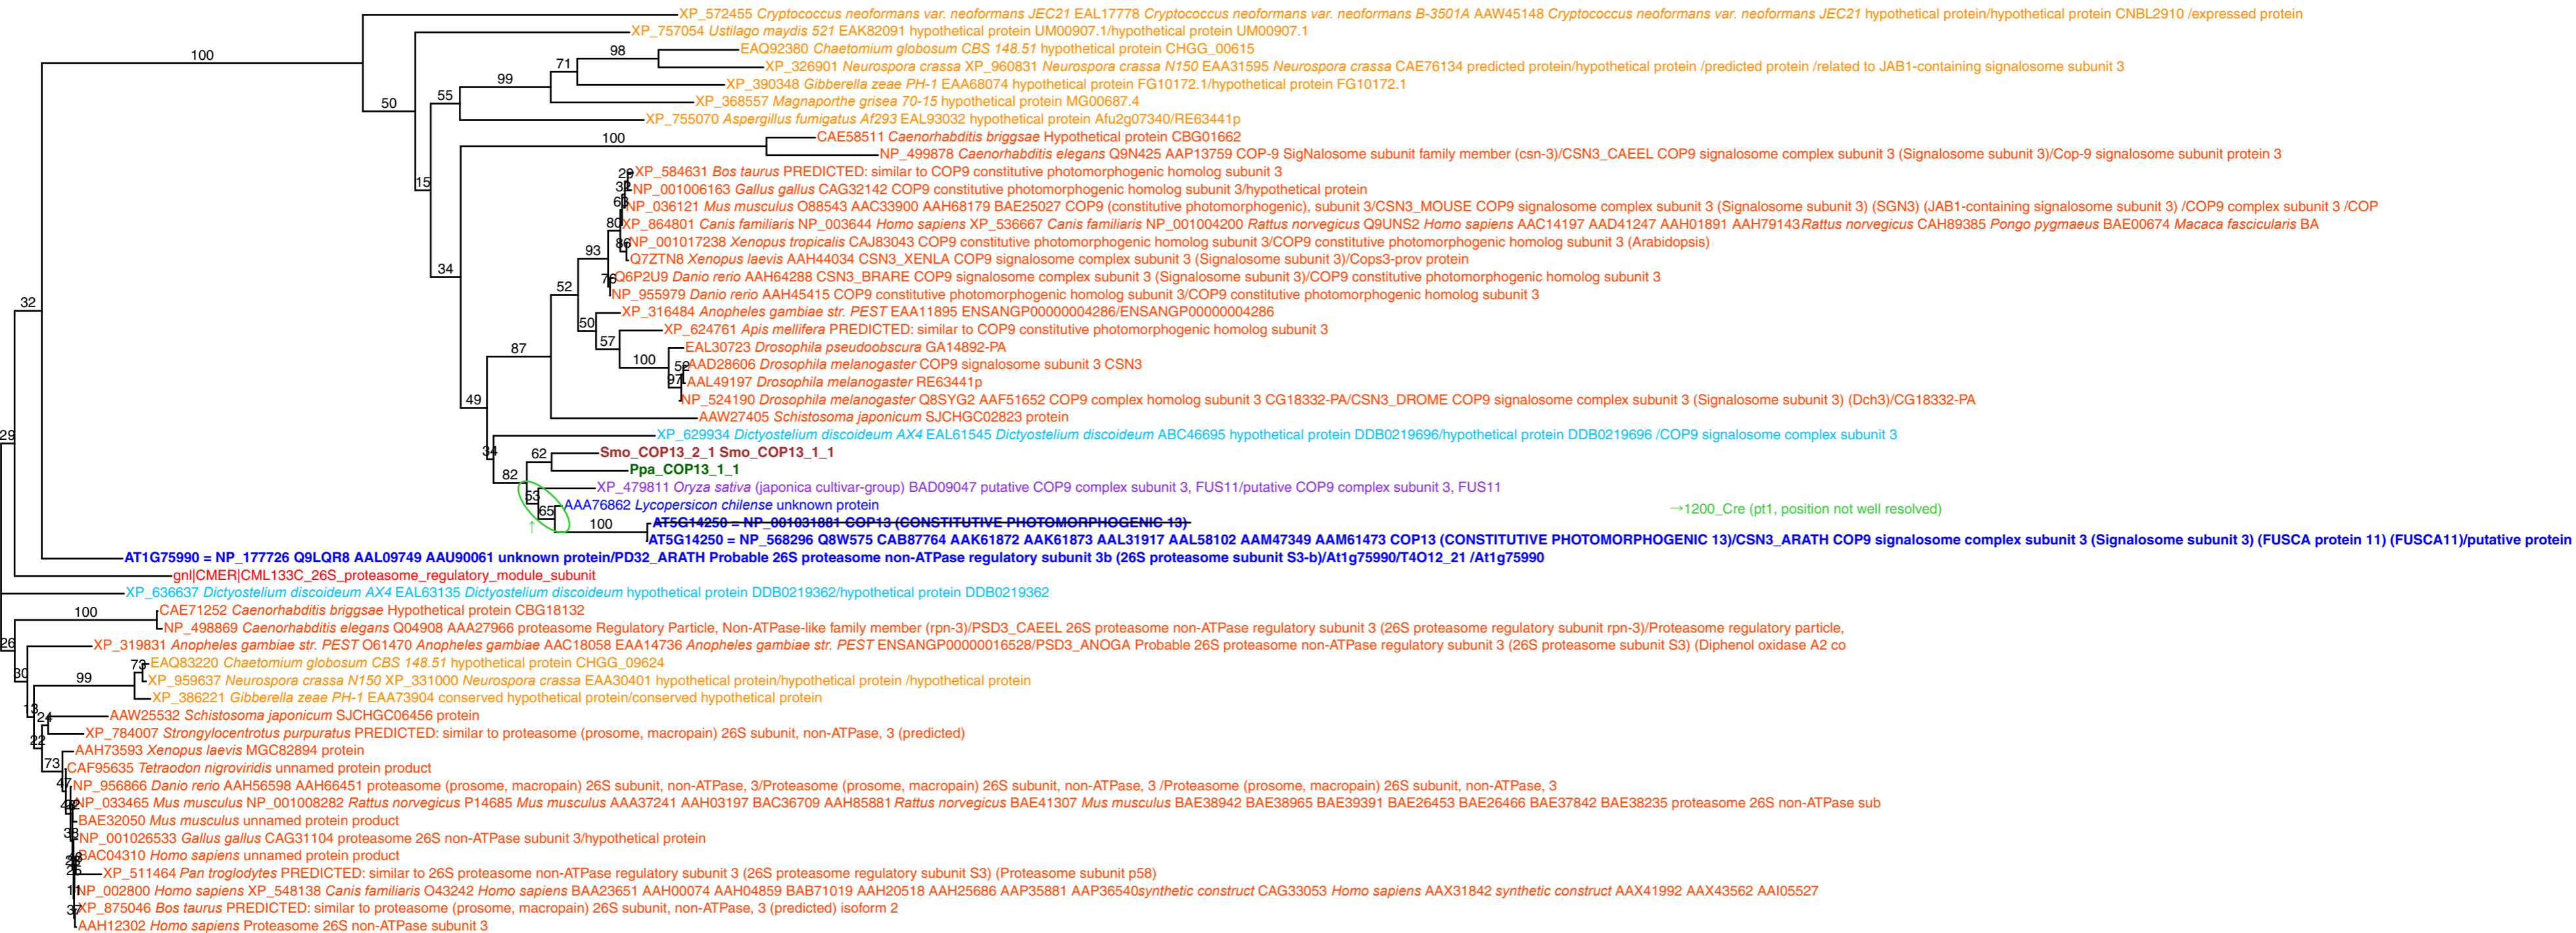 XP_572455 Cryptococcus neoformans var. neoformans JEC21 EAL17778 Cryptococcus neoformans var. neoformans B-3501A AAW45148 Cryptococcus neoformans var. neoformans JEC21 hypothetical protein/hypothetical protein CNBL2910 /expressed protein
XP_757054 Ustilago maydis 521 EAK82091 hypothetical protein UM00907.1/hypothetical protein UM00907.1
98 EAQ92380 Chaetomium globosum CBS 148.51 hypothetical protein CHGG_00615
100 71 XP_326901 Neurospora crassa XP_960831 Neurospora crassa N150 EAA31595 Neurospora crassa CAE76134 predicted protein/hypothetical protein /predicted protein /related to JAB1-containing signalosome subunit 3
99 XP_390348 Gibberella zeae PH-1 EAA68074 hypothetical protein FG10172.1/hypothetical protein FG10172.1
50 55 XP_368557 Magnaporthe grisea 70-15 hypothetical protein MG00687.4
XP_755070 Aspergillus fumigatus Af293 EAL93032 hypothetical protein Afu2g07340/RE63441p
100 CAE58511 Caenorhabditis briggsae Hypothetical protein CBG01662
NP_499878 Caenorhabditis elegans Q9N425 AAP13759 COP-9 SigNalosome subunit family member (csn-3)/CSN3_CAEEL COP9 signalosome complex subunit 3 (Signalosome subunit 3)/Cop-9 signalosome subunit protein 3
XP_584631 Bos taurus PREDICTED: similar to COP9 constitutive photomorphogenic homolog subunit 3
15 NP_001006163 Gallus gallus CAG32142 COP9 constitutive photomorphogenic homolog subunit 3/hypothetical protein
NP_036121 Mus musculus O88543 AAC33900 AAH68179 BAE25027 COP9 (constitutive photomorphogenic), subunit 3/CSN3_MOUSE COP9 signalosome complex subunit 3 (Signalosome subunit 3) (SGN3) (JAB1-containing signalosome subunit 3) /COP9 complex subunit 3 /COP
80 XP_864801 Canis familiaris NP_003644 Homo sapiens XP_536667 Canis familiaris NP_001004200 Rattus norvegicus Q9UNS2 Homo sapiens AAC14197 AAD41247 AAH01891 AAH79143 Rattus norvegicus CAH89385 Pongo pygmaeus BAE00674 Macaca fascicularis BA
86 NP_001017238 Xenopus tropicalis CAJ83043 COP9 constitutive photomorphogenic homolog subunit 3/COP9 constitutive photomorphogenic homolog subunit 3 (Arabidopsis)
93 Q7ZTN8 Xenopus laevis AAH44034 CSN3_XENLA COP9 signalosome complex subunit 3 (Signalosome subunit 3)/Cops3-prov protein
34 Q6P2U9 Danio rerio AAH64288 CSN3_BRARE COP9 signalosome complex subunit 3 (Signalosome subunit 3)/COP9 constitutive photomorphogenic homolog subunit 3
52 NP_955979 Danio rerio AAH45415 COP9 constitutive photomorphogenic homolog subunit 3/COP9 constitutive photomorphogenic homolog subunit 3
32 XP_316484 Anopheles gambiae str. PEST EAA11895 ENSANGP00000004286/ENSANGP00000004286
50 XP_624761 Apis mellifera PREDICTED: similar to COP9 constitutive photomorphogenic homolog subunit 3
87 57 EAL30723 Drosophila pseudoobscura GA14892-PA
100 52 AAD28606 Drosophila melanogaster COP9 signalosome subunit 3 CSN3
97 AAL49197 Drosophila melanogaster RE63441p
49 NP_524190 Drosophila melanogaster Q8SYG2 AAF51652 COP9 complex homolog subunit 3 CG18332-PA/CSN3_DROME COP9 signalosome complex subunit 3 (Signalosome subunit 3) (Dch3)/CG18332-PA
AAW27405 Schistosoma japonicum SJCHGC02823 protein
29 XP_629934 Dictyostelium discoideum AX4 EAL61545 Dictyostelium discoideum ABC46695 hypothetical protein DDB0219696/hypothetical protein DDB0219696 /COP9 signalosome complex subunit 3
34 62 Smo_COP13_2_1 Smo_COP13_1_1
82 Ppa_COP13_1_1
53 XP_479811 Oryza sativa (japonica cultivar-group) BAD09047 putative COP9 complex subunit 3, FUS11/putative COP9 complex subunit 3, FUS11
65 AAA76862 Lycopersicon chilense unknown protein →1200_Cre (pt1, position not well resolved)
↑ 100 AT5G14250 = NP_001031881 COP13 (CONSTITUTIVE PHOTOMORPHOGENIC 13)
AT5G14250 = NP_568296 Q8W575 CAB87764 AAK61872 AAK61873 AAL31917 AAL58102 AAM47349 AAM61473 COP13 (CONSTITUTIVE PHOTOMORPHOGENIC 13)/CSN3_ARATH COP9 signalosome complex subunit 3 (Signalosome subunit 3) (FUSCA protein 11) (FUSCA11)/putative protein
AT1G75990 = NP_177726 Q9LQR8 AAL09749 AAU90061 unknown protein/PD32_ARATH Probable 26S proteasome non-ATPase regulatory subunit 3b (26S proteasome subunit S3-b)/At1g75990/T4O12_21 /At1g75990
gnl|CMER|CML133C_26S_proteasome_regulatory_module_subunit
XP_636637 Dictyostelium discoideum AX4 EAL63135 Dictyostelium discoideum hypothetical protein DDB0219362/hypothetical protein DDB0219362
100 CAE71252 Caenorhabditis briggsae Hypothetical protein CBG18132
NP_498869 Caenorhabditis elegans Q04908 AAA27966 proteasome Regulatory Particle, Non-ATPase-like family member (rpn-3)/PSD3_CAEEL 26S proteasome non-ATPase regulatory subunit 3 (26S proteasome regulatory subunit rpn-3)/Proteasome regulatory particle,
26 XP_319831 Anopheles gambiae str. PEST O61470 Anopheles gambiae AAC18058 EAA14736 Anopheles gambiae str. PEST ENSANGP00000016528/PSD3_ANOGA Probable 26S proteasome non-ATPase regulatory subunit 3 (26S proteasome subunit S3) (Diphenol oxidase A2 co
73 EAQ83220 Chaetomium globosum CBS 148.51 hypothetical protein CHGG_09624
30 99 XP_959637 Neurospora crassa N150 XP_331000 Neurospora crassa EAA30401 hypothetical protein/hypothetical protein /hypothetical protein
XP_386221 Gibberella zeae PH-1 EAA73904 conserved hypothetical protein/conserved hypothetical protein
13 24 AAW25532 Schistosoma japonicum SJCHGC06456 protein
22 XP_784007 Strongylocentrotus purpuratus PREDICTED: similar to proteasome (prosome, macropain) 26S subunit, non-ATPase, 3 (predicted)
AAH73593 Xenopus laevis MGC82894 protein
73 CAF95635 Tetraodon nigroviridis unnamed protein product
47 NP_956866 Danio rerio AAH56598 AAH66451 proteasome (prosome, macropain) 26S subunit, non-ATPase, 3/Proteasome (prosome, macropain) 26S subunit, non-ATPase, 3 /Proteasome (prosome, macropain) 26S subunit, non-ATPase, 3
NP_033465 Mus musculus NP_001008282 Rattus norvegicus P14685 Mus musculus AAA37241 AAH03197 BAC36709 AAH85881 Rattus norvegicus BAE41307 Mus musculus BAE38942 BAE38965 BAE39391 BAE26453 BAE26466 BAE37842 BAE38235 proteasome 26S non-ATPase sub
BAE32050 Mus musculus unnamed protein product
NP_001026533 Gallus gallus CAG31104 proteasome 26S non-ATPase subunit 3/hypothetical protein
BAC04310 Homo sapiens unnamed protein product
XP_511464 Pan troglodytes PREDICTED: similar to 26S proteasome non-ATPase regulatory subunit 3 (26S proteasome regulatory subunit S3) (Proteasome subunit p58)
NP_002800 Homo sapiens XP_548138 Canis familiaris O43242 Homo sapiens BAA23651 AAH00074 AAH04859 BAB71019 AAH20518 AAH25686 AAP35881 AAP36540 synthetic construct CAG33053 Homo sapiens AAX31842 synthetic construct AAX41992 AAX43562 AAI05527
XP_875046 Bos taurus PREDICTED: similar to proteasome (prosome, macropain) 26S subunit, non-ATPase, 3 (predicted) isoform 2
AAH12302 Homo sapiens Proteasome 26S non-ATPase subunit 3